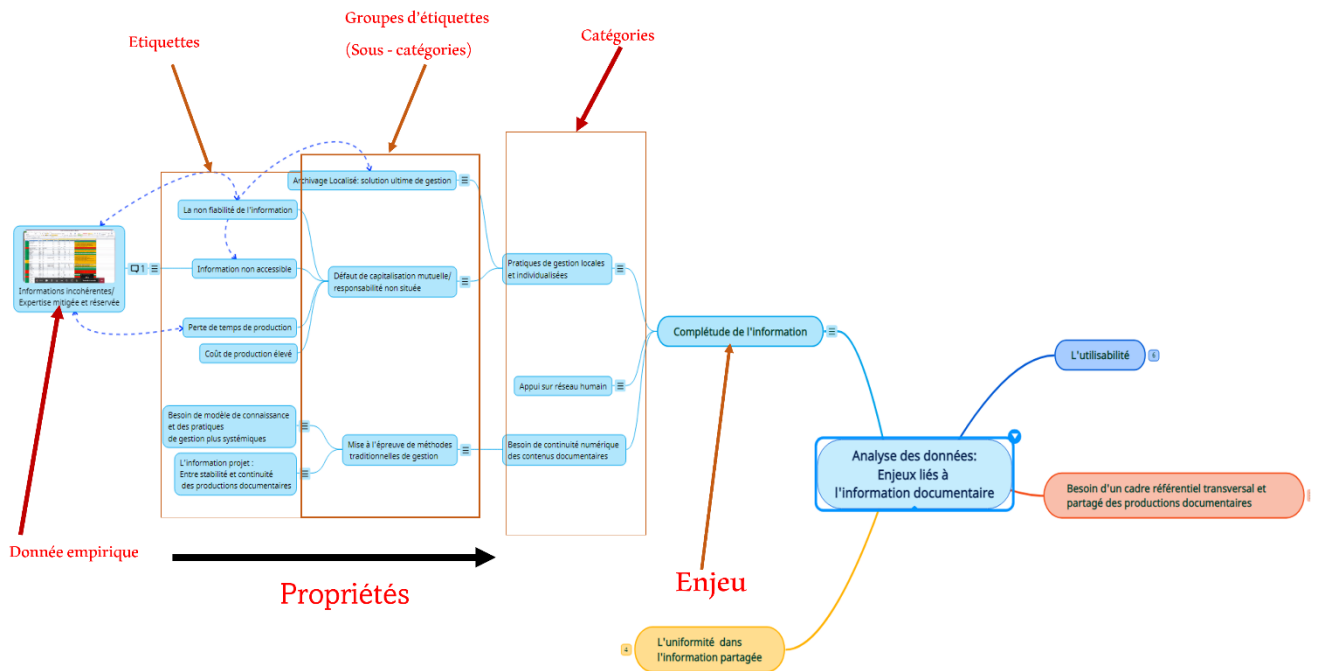 Groupes d'étiquettes
(Sous - catégories)
Etiquettes
Catégories
Archivage Localisé: solution ultime de gestion
La non fiabilité de l'information
Informations incohérentes/
Expertise mitigée et réservée
1
Information non accessible
Défaut de capitalisation mutuelle/
responsabilité non située
Pratiques de gestion locales
et individualisées
Perte de temps de production
Coût de production élevé
Complétude de l'information
L'utilisabilité
6
Appui sur réseau humain
Besoin de modèle de connaissance
et des pratiques
de gestion plus systémiques
Mise à l'épreuve de méthodes
traditionnelles de gestion
Besoin de continuité numérique
des contenus documentaires
L'information projet :
Entre stabilité et continuité
des productions documentaires
Analyse des données:
Enjeux liés à
l'information documentaire
Besoin d'un cadre référentiel transversal et
partagé des productions documentaires
Donnée empirique
Propriétés
Enjeu
4
L'uniformité dans
l'information partagée